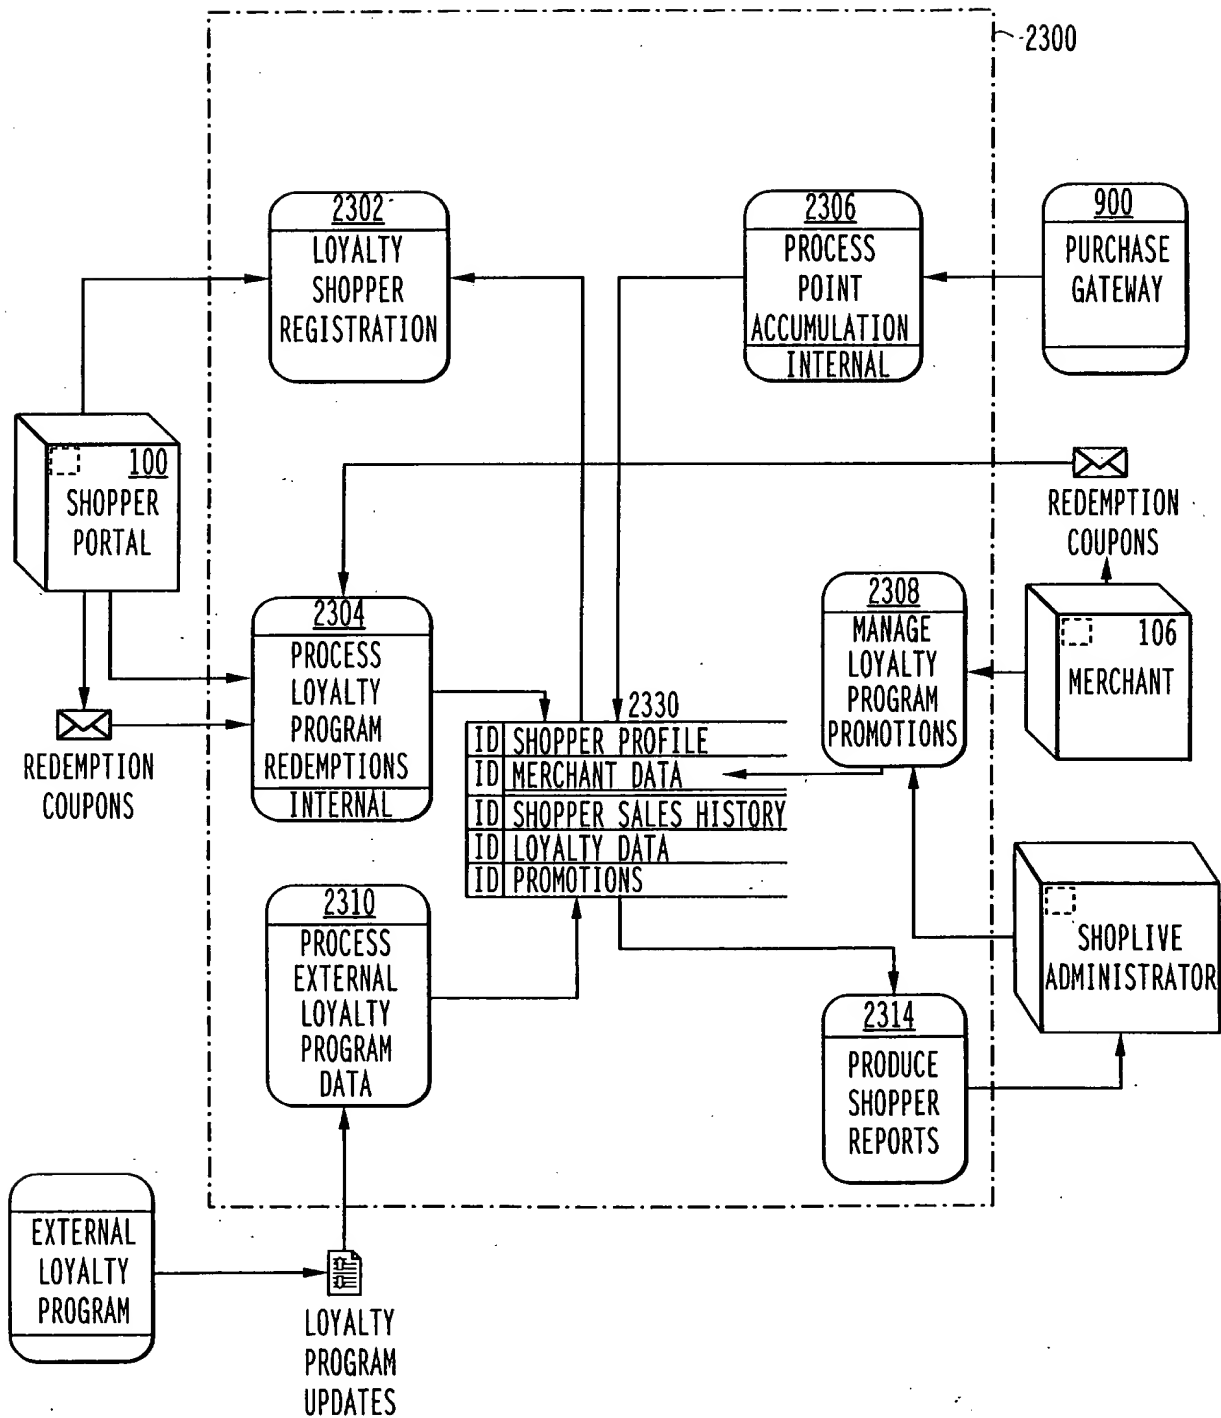 2300
2302
LOYALTY
SHOPPER
REGISTRATION
2306
PROCESS
POINT
ACCUMULATION
INTERNAL
900
PURCHASE
GATEWAY
100
SHOPPER
PORTAL
REDEMPTION
COUPONS
2304
PROCESS
LOYALTY
PROGRAM
REDEMPTIONS
INTERNAL
2308
MANAGE
LOYALTY
PROGRAM
PROMOTIONS
106
MERCHANT
REDEMPTION
COUPONS
2330
ID SHOPPER PROFILE
ID MERCHANT DATA
ID SHOPPER SALES HISTORY
ID LOYALTY DATA
ID PROMOTIONS
2310
PROCESS
EXTERNAL
LOYALTY
PROGRAM
DATA
SHOPLIVE
ADMINISTRATOR
2314
PRODUCE
SHOPPER
REPORTS
EXTERNAL
LOYALTY
PROGRAM
LOYALTY
PROGRAM
UPDATES